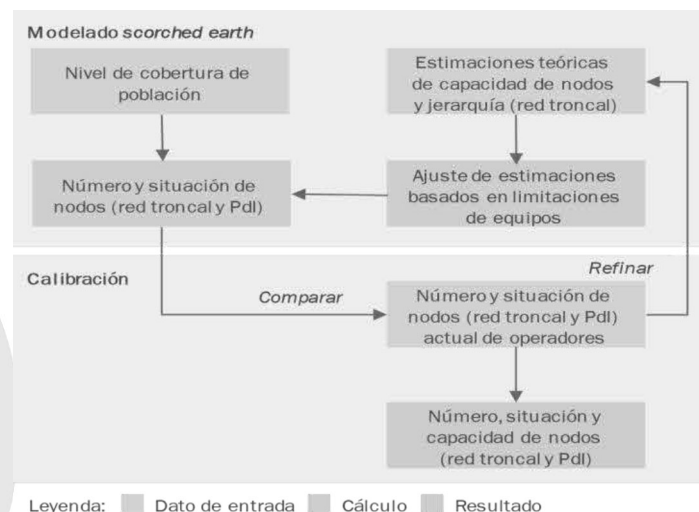 Modelado scorched earth
Nivel de cobertura de
población
Estimaciones teóricas
de capacidad de nodos
y jerarquía (red troncal)
Número y situación de
nodos (red troncal y PdI)
Ajuste de estimaciones
basados en limitaciones
de equipos
Calibración
Comparar
Refinar
Número y situación de
nodos (red troncal y PdI)
actual de operadores
Número, situación y
capacidad de nodos
(red troncal y PdI)
Leyenda: Dato de entrada Cálculo Resultado